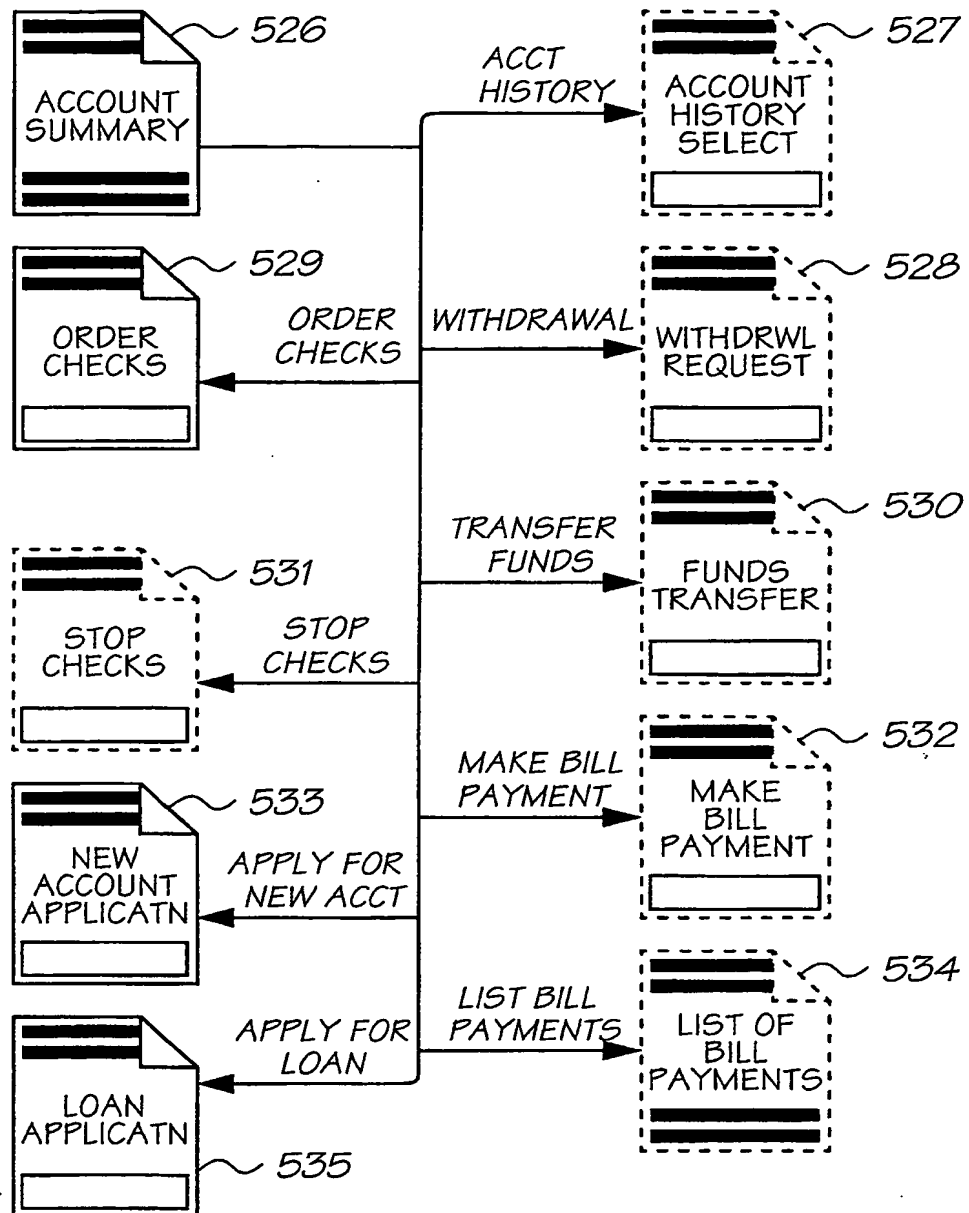 526
ACCOUNT
SUMMARY
ACCT
HISTORY
527
ACCOUNT
HISTORY
SELECT
529
ORDER
CHECKS
ORDER
CHECKS
WITHDRAWAL
528
WITHDRWL
REQUEST
TRANSFER
FUNDS
530
FUNDS
TRANSFER
531
STOP
CHECKS
STOP
CHECKS
MAKE BILL
PAYMENT
532
MAKE
BILL
PAYMENT
533
NEW
ACCOUNT
APPLICATN
APPLY FOR
NEW ACCT
LIST BILL
PAYMENTS
534
LIST OF
BILL
PAYMENTS
APPLY FOR
LOAN
LOAN
APPLICATN
535